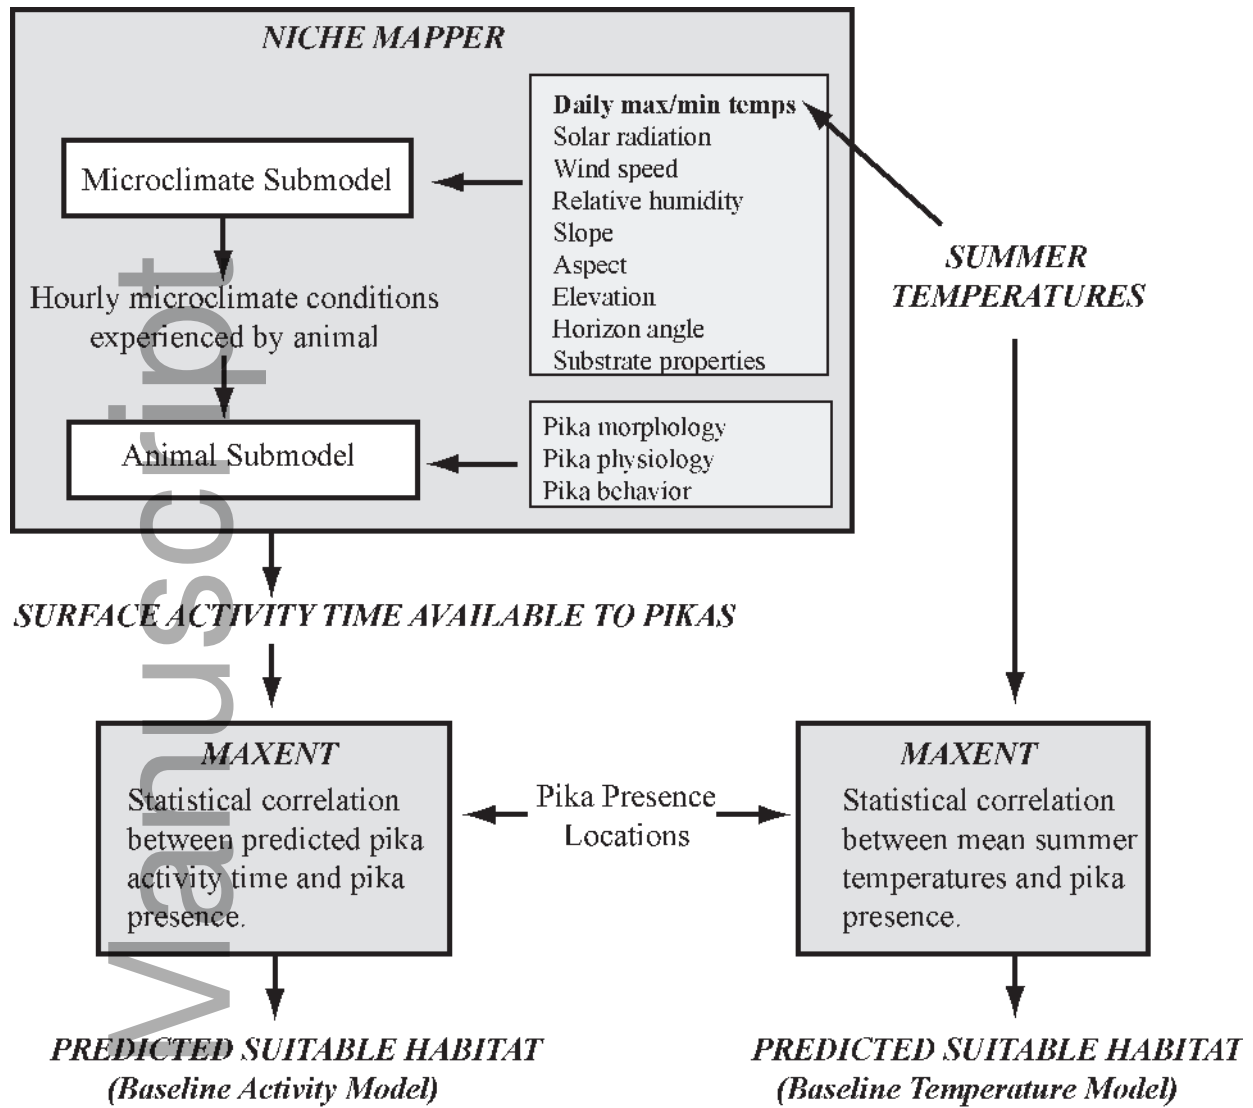 NICHE MAPPER
Daily max/min temps
Solar radiation
Wind speed
Relative humidity
Slope
Aspect
Elevation
Horizon angle
Substrate properties
Microclimate Submodel
Hourly microclimate conditions
experienced by animal
Animal Submodel
Pika morphology
Pika physiology
Pika behavior
SUMMER
TEMPERATURES
SURFACE ACTIVITY TIME AVAILABLE TO PIKAS
MAXENT
Statistical correlation
between predicted pika
activity time and pika
presence.
Pika Presence
Locations
MAXENT
Statistical correlation
between mean summer
temperatures and pika
presence.
PREDICTED SUITABLE HABITAT
(Baseline Activity Model)
PREDICTED SUITABLE HABITAT
(Baseline Temperature Model)
Manuscript